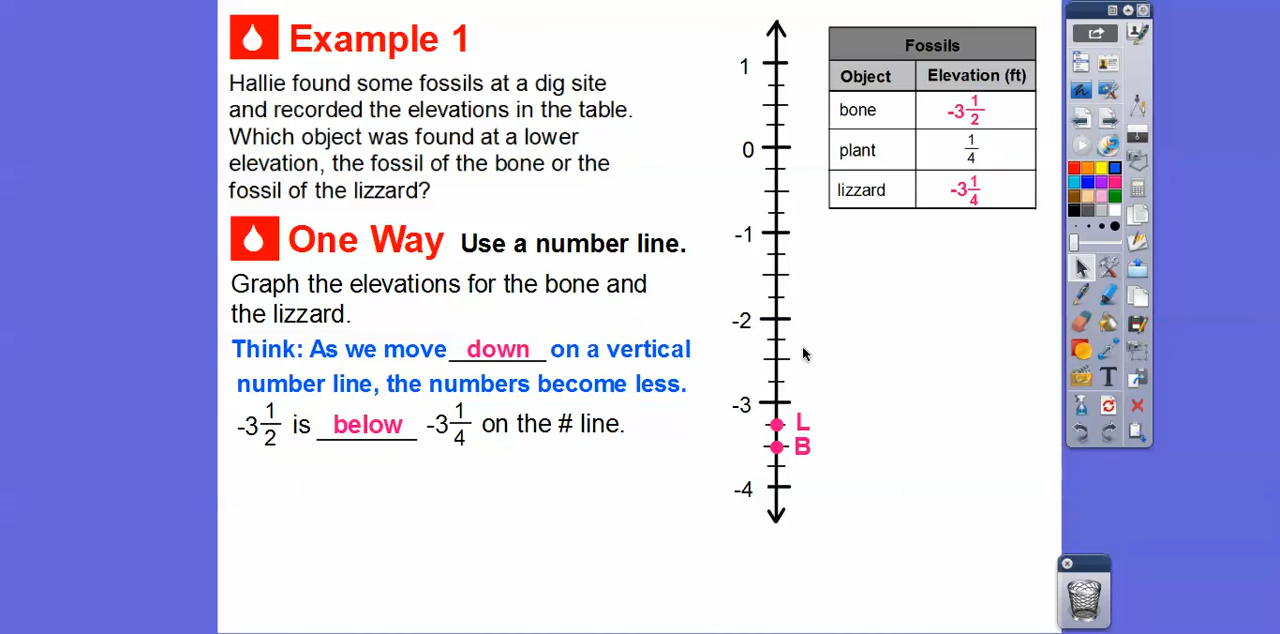 Example 1
Hallie found some fossils at a dig site
and recorded the elevations in the table.
Which object was found at a lower
elevation, the fossil of the bone or the
fossil of the lizzard?
One Way Use a number line.
Graph the elevations for the bone and
the lizzard.
Think: As we move down on a vertical
number line, the numbers become less.
-3 1/2 is below -3 1/4 on the # line.
1
0
-1
-2
-3
L
B
-4
Fossils
Object Elevation (ft)
bone -3 1/2
plant 1/4
lizzard -3 1/4